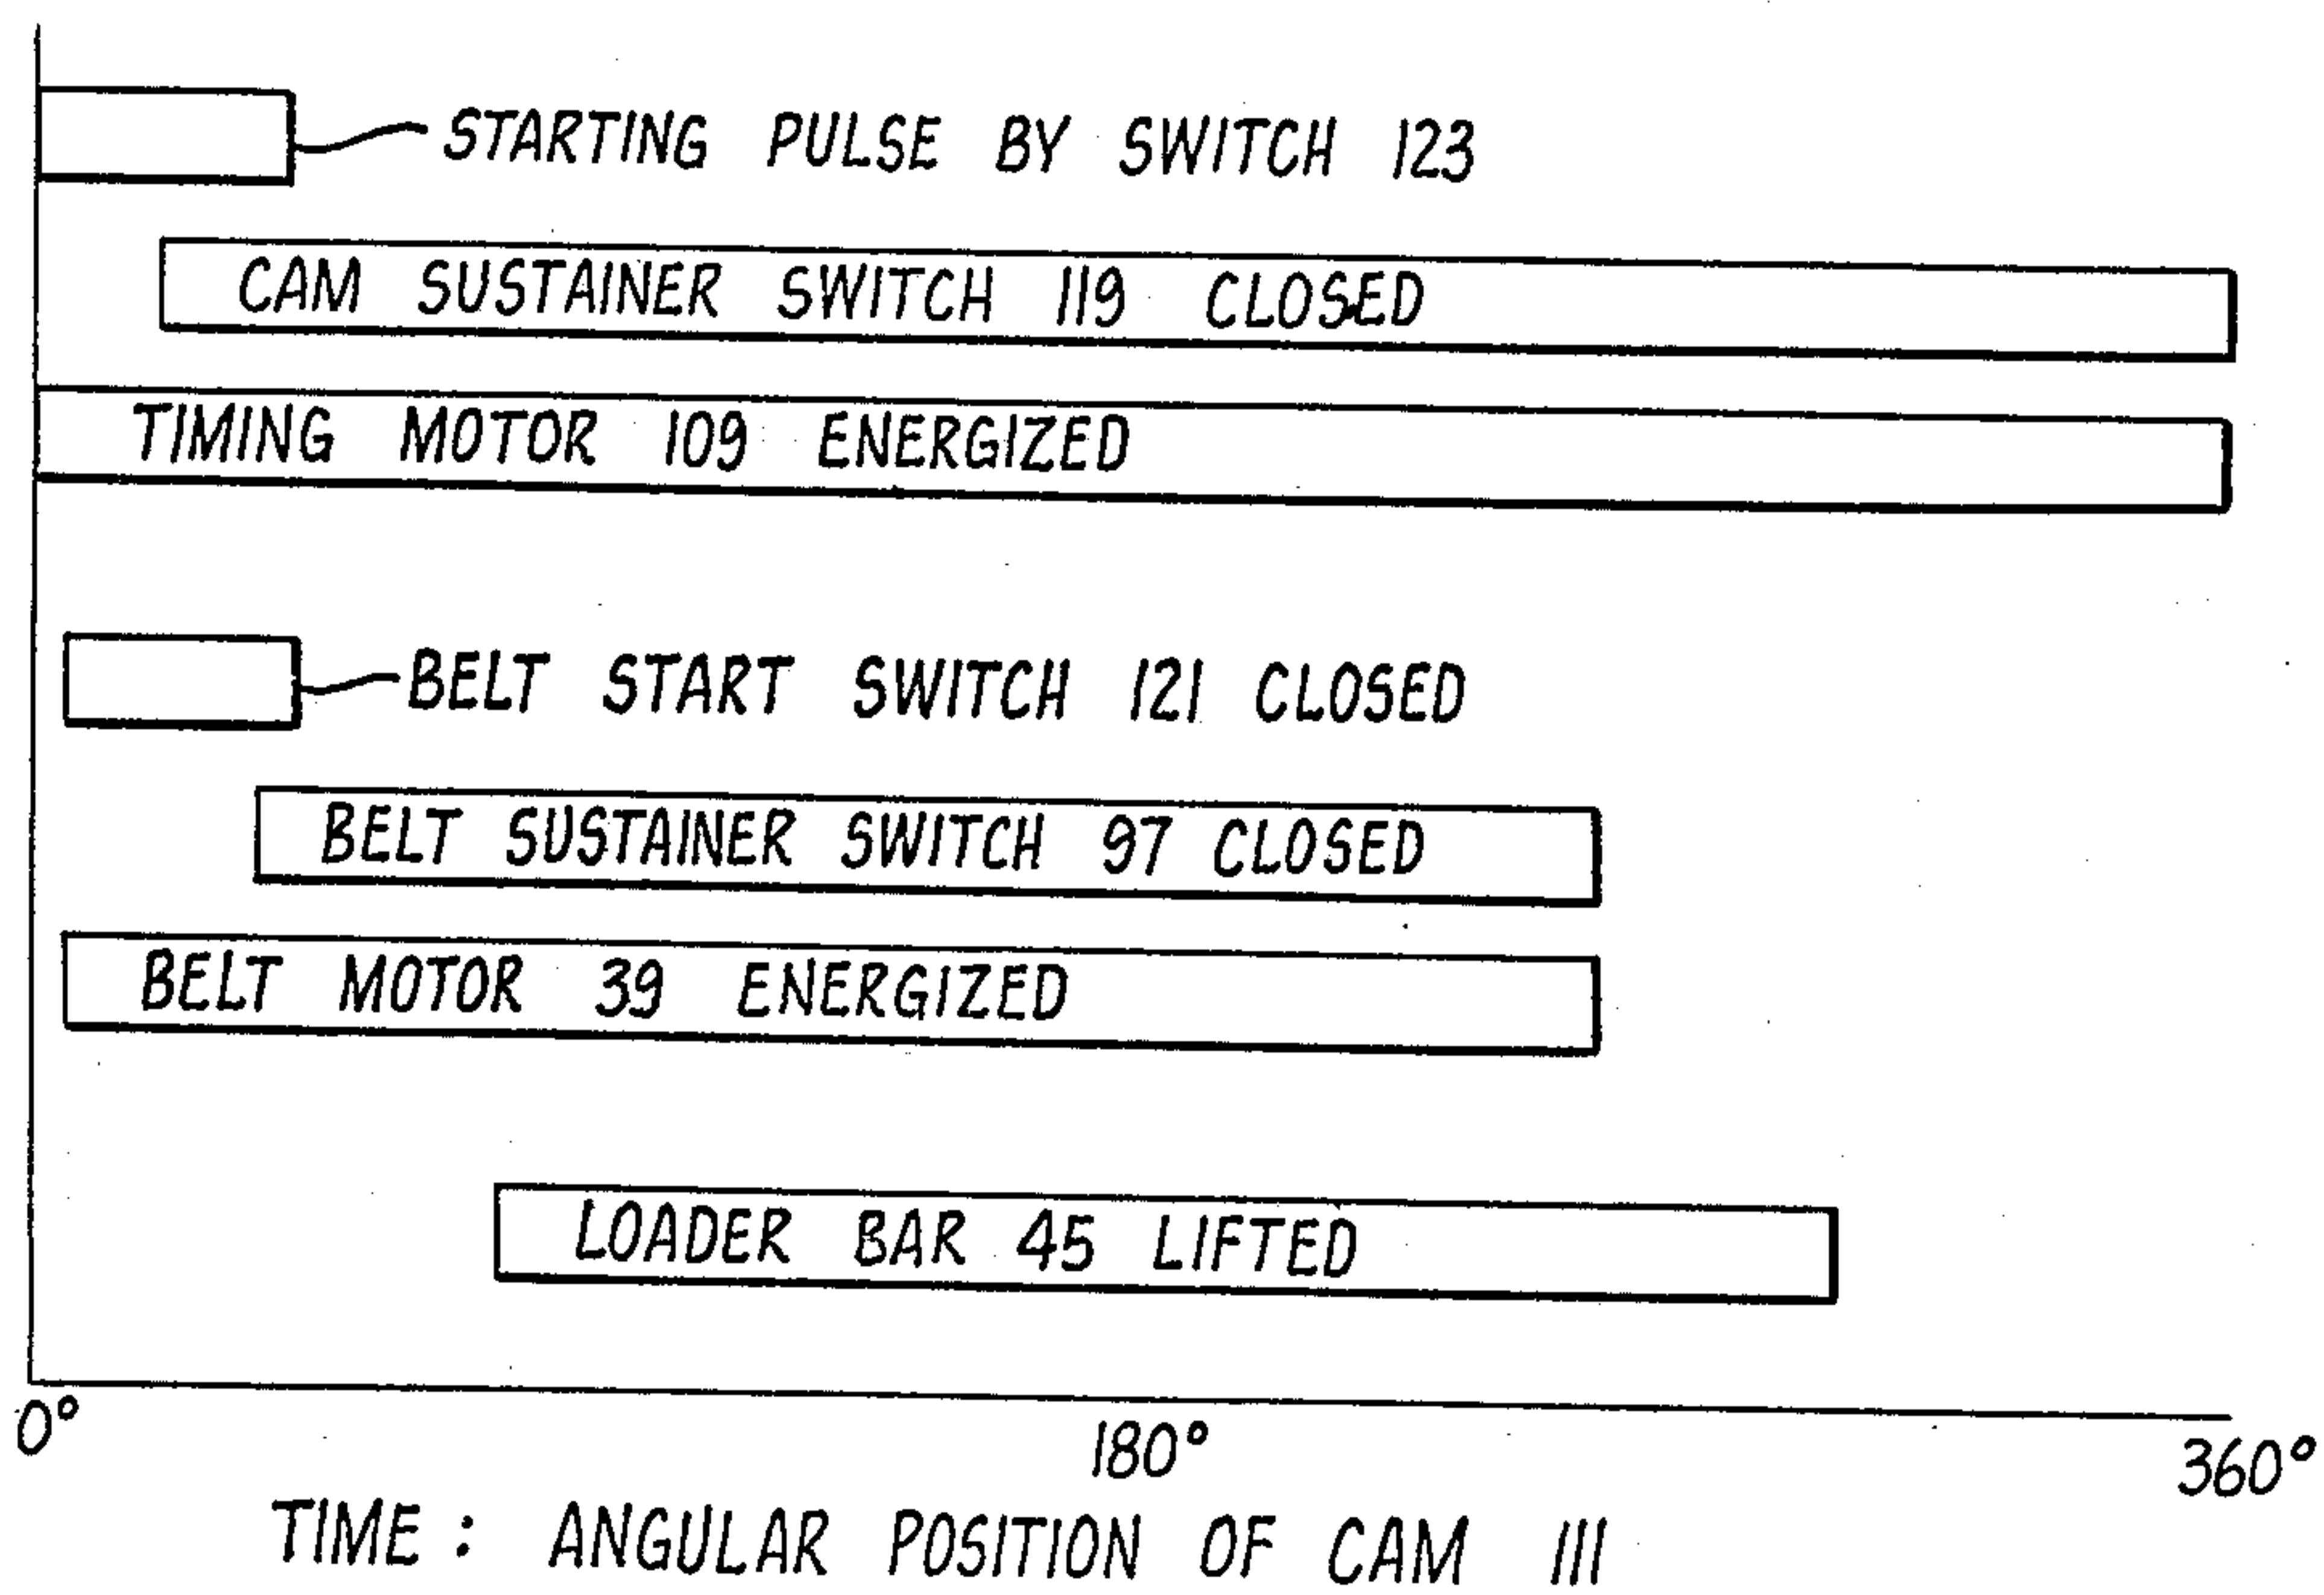 STARTING PULSE BY SWITCH 123
CAM SUSTAINER SWITCH 119 CLOSED
TIMING MOTOR 109 ENERGIZED
BELT START SWITCH 121 CLOSED
BELT SUSTAINER SWITCH 97 CLOSED
BELT MOTOR 39 ENERGIZED
LOADER BAR 45 LIFTED
0° 180° 360°
TIME: ANGULAR POSITION OF CAM 111